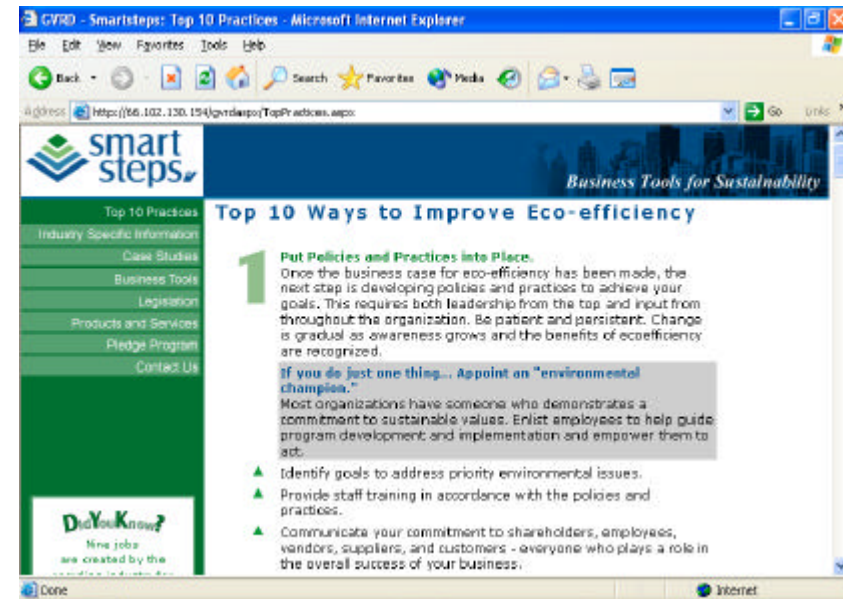 GVRD - Smartsteps: Top 10 Practices - Microsoft Internet Explorer
File Edit View Favorites Tools Help
Back Search Favorites Media
Address http://66.102.130.154/gvrdaspx/TopPractices.aspx Go Links
smart
steps
Business Tools for Sustainability
Top 10 Practices
Industry Specific Information
Case Studies
Business Tools
Legislation
Products and Services
Pledge Program
Contact Us
DidYouKnow?
Nine jobs
are created by the
Top 10 Ways to Improve Eco-efficiency
1
Put Policies and Practices into Place.
Once the business case for eco-efficiency has been made, the
next step is developing policies and practices to achieve your
goals. This requires both leadership from the top and input from
throughout the organization. Be patient and persistent. Change
is gradual as awareness grows and the benefits of ecoefficiency
are recognized.
If you do just one thing... Appoint an "environmental
champion."
Most organizations have someone who demonstrates a
commitment to sustainable values. Enlist employees to help guide
program development and implementation and empower them to
act.
Identify goals to address priority environmental issues.
Provide staff training in accordance with the policies and
practices.
Communicate your commitment to shareholders, employees,
vendors, suppliers, and customers - everyone who plays a role in
the overall success of your business.
Done Internet